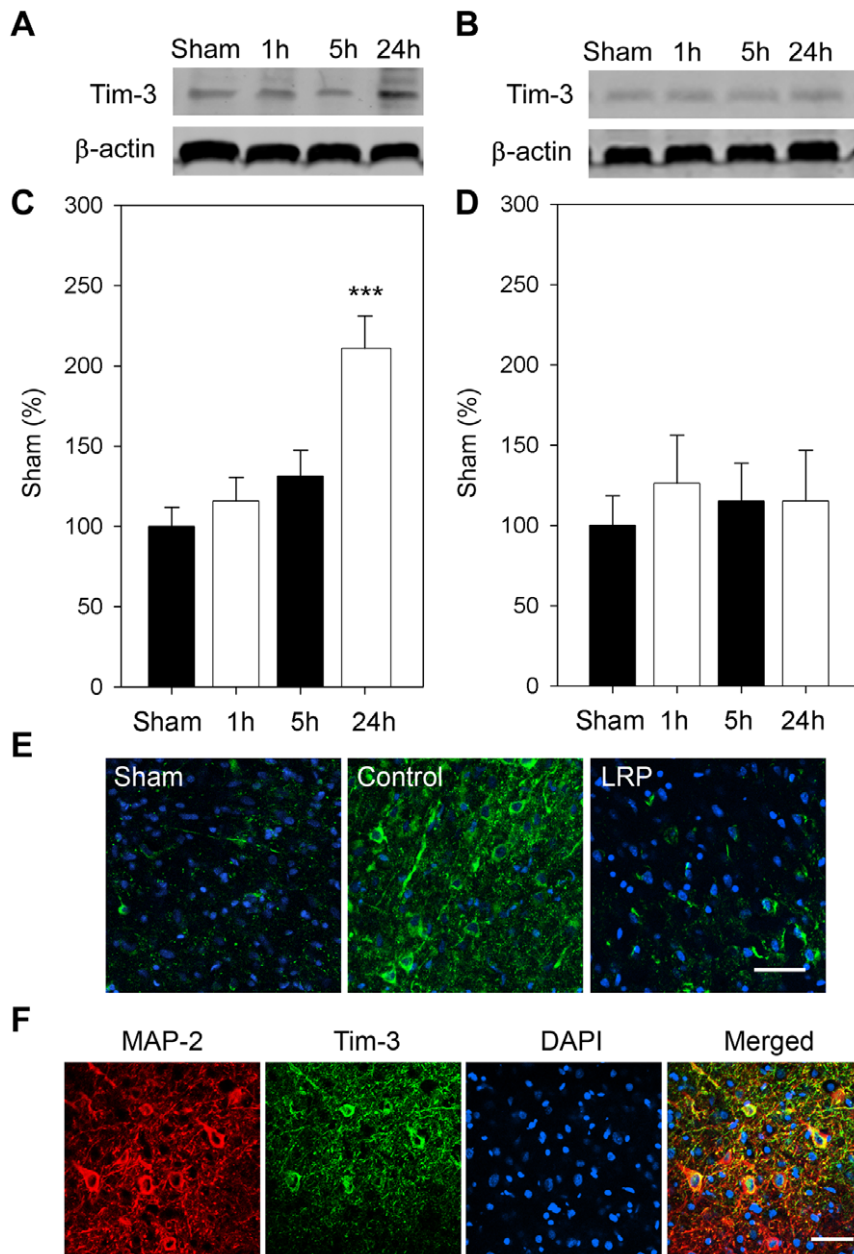 A
Sham 1h 5h 24h
Tim-3
β-actin
B
Sham 1h 5h 24h
Tim-3
β-actin
C
Sham (%)
300
250
200
150
100
50
0
***
Sham 1h 5h 24h
D
Sham (%)
300
250
200
150
100
50
0
Sham 1h 5h 24h
E
Sham Control LRP
F
MAP-2 Tim-3 DAPI Merged